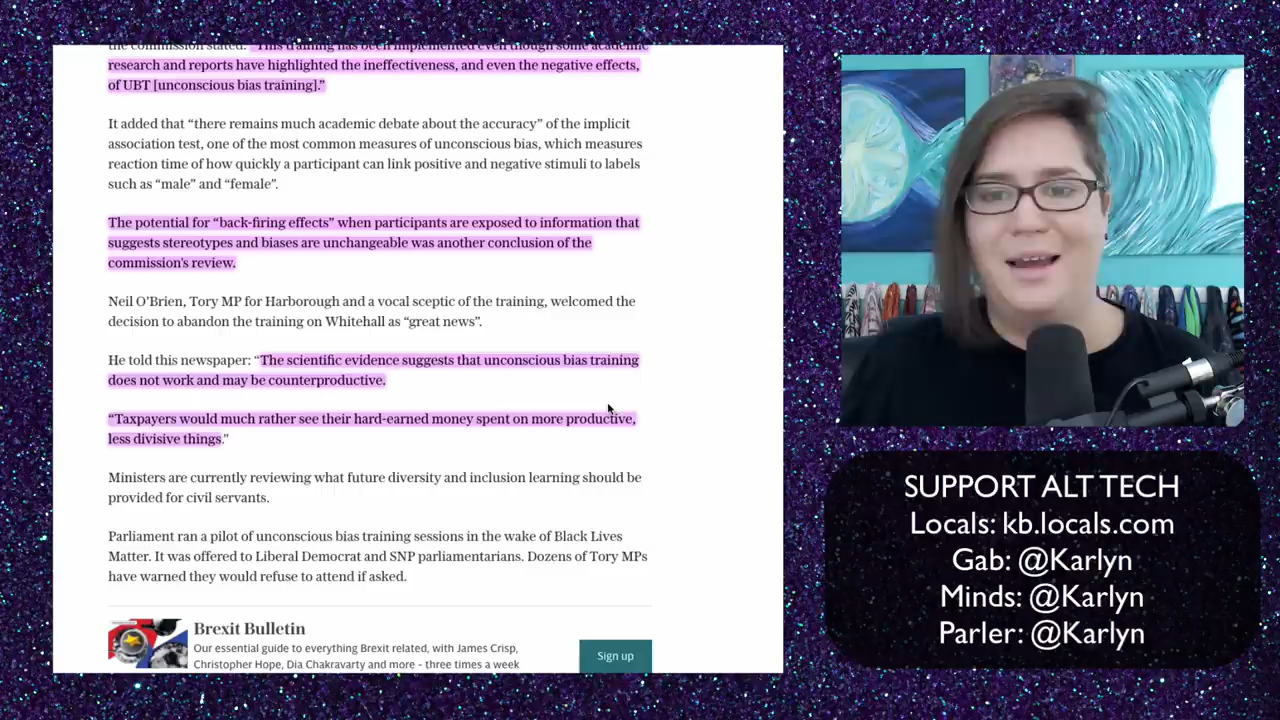 the commission stated: "This training has been implemented even though some academic
research and reports have highlighted the ineffectiveness, and even the negative effects,
of UBT [unconscious bias training]."
It added that “there remains much academic debate about the accuracy” of the implicit
association test, one of the most common measures of unconscious bias, which measures
reaction time of how quickly a participant can link positive and negative stimuli to labels
such as “male” and “female”.
The potential for “back-firing effects” when participants are exposed to information that
suggests stereotypes and biases are unchangeable was another conclusion of the
commission's review.
Neil O’Brien, Tory MP for Harborough and a vocal sceptic of the training, welcomed the
decision to abandon the training on Whitehall as “great news”.
He told this newspaper: “The scientific evidence suggests that unconscious bias training
does not work and may be counterproductive.
“Taxpayers would much rather see their hard-earned money spent on more productive,
less divisive things.”
Ministers are currently reviewing what future diversity and inclusion learning should be
provided for civil servants.
Parliament ran a pilot of unconscious bias training sessions in the wake of Black Lives
Matter. It was offered to Liberal Democrat and SNP parliamentarians. Dozens of Tory MPs
have warned they would refuse to attend if asked.
Brexit Bulletin
Our essential guide to everything Brexit related, with James Crisp,
Christopher Hope, Dia Chakravarty and more - three times a week
Sign up
SUPPORT ALT TECH
Locals: kb.locals.com
Gab: @Karlyn
Minds: @Karlyn
Parler: @Karlyn